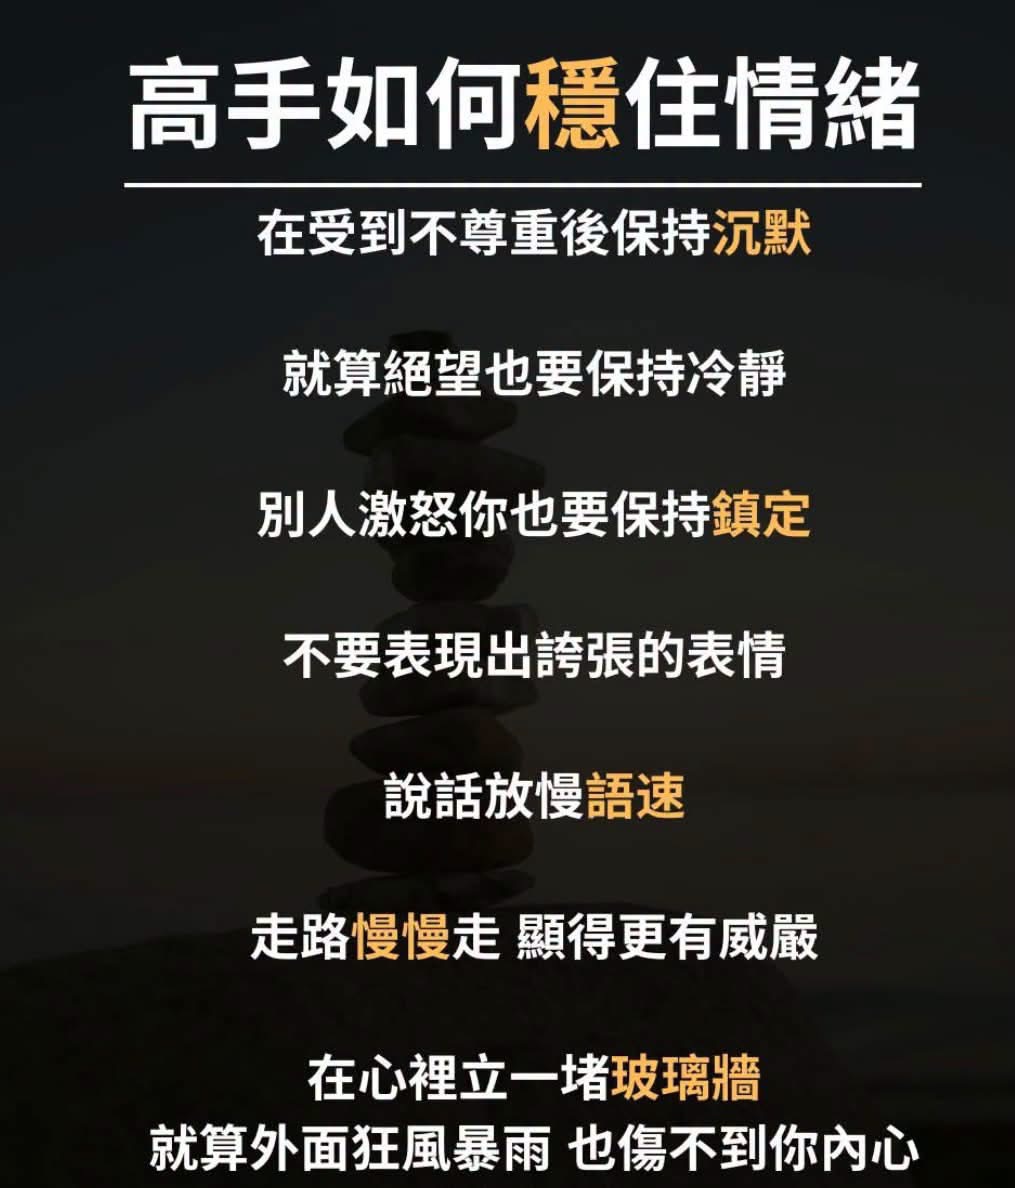 高手如何穩住情緒
在受到不尊重後保持沉默
就算絕望也要保持冷靜
別人激怒你也要保持鎮定
不要表現出誇張的表情
說話放慢語速
走路慢慢走 顯得更有威嚴
在心裡立一堵玻璃牆
就算外面狂風暴雨 也傷不到你內心